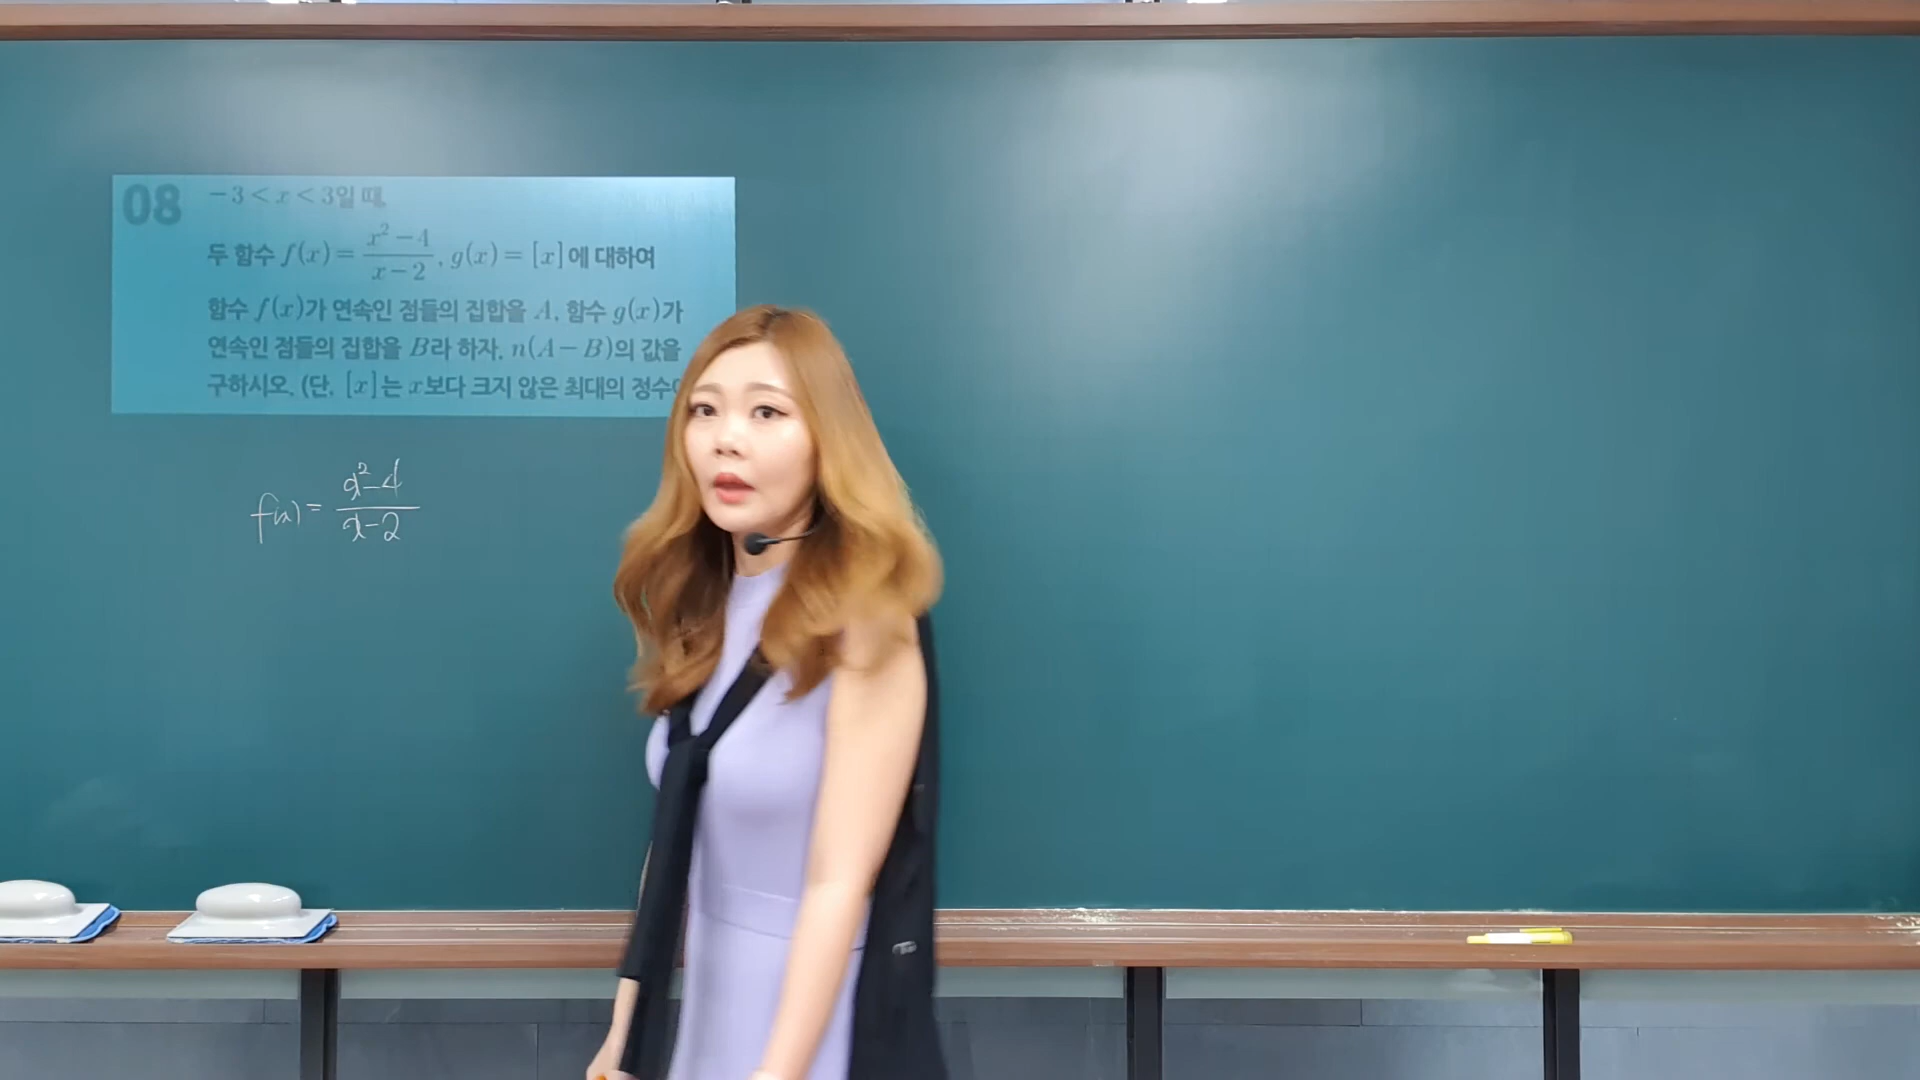 08 −3 < x < 3일 때,
두 함수 f(x) = \frac{x² − 4}{x − 2}, g(x) = [x]에 대하여
함수 f(x)가 연속인 점들의 집합을 A, 함수 g(x)가
연속인 점들의 집합을 B라 하자. n(A − B)의 값을
구하시오. (단, [x]는 x보다 크지 않은 최대의 정수
f(x) = \frac{x² − 4}{x − 2}